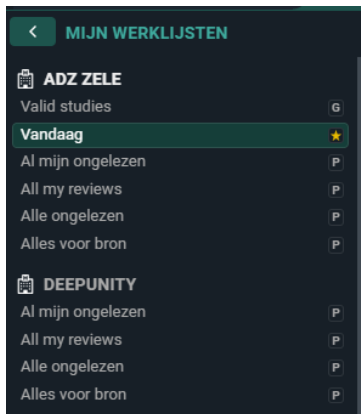 MIJN WERKLIJSTEN
ADZ ZELE
Valid studies G
Vandaag
Al mijn ongelezen P
All my reviews P
Alle ongelezen P
Alles voor bron P
DEEPUNITY
Al mijn ongelezen P
All my reviews P
Alle ongelezen P
Alles voor bron P